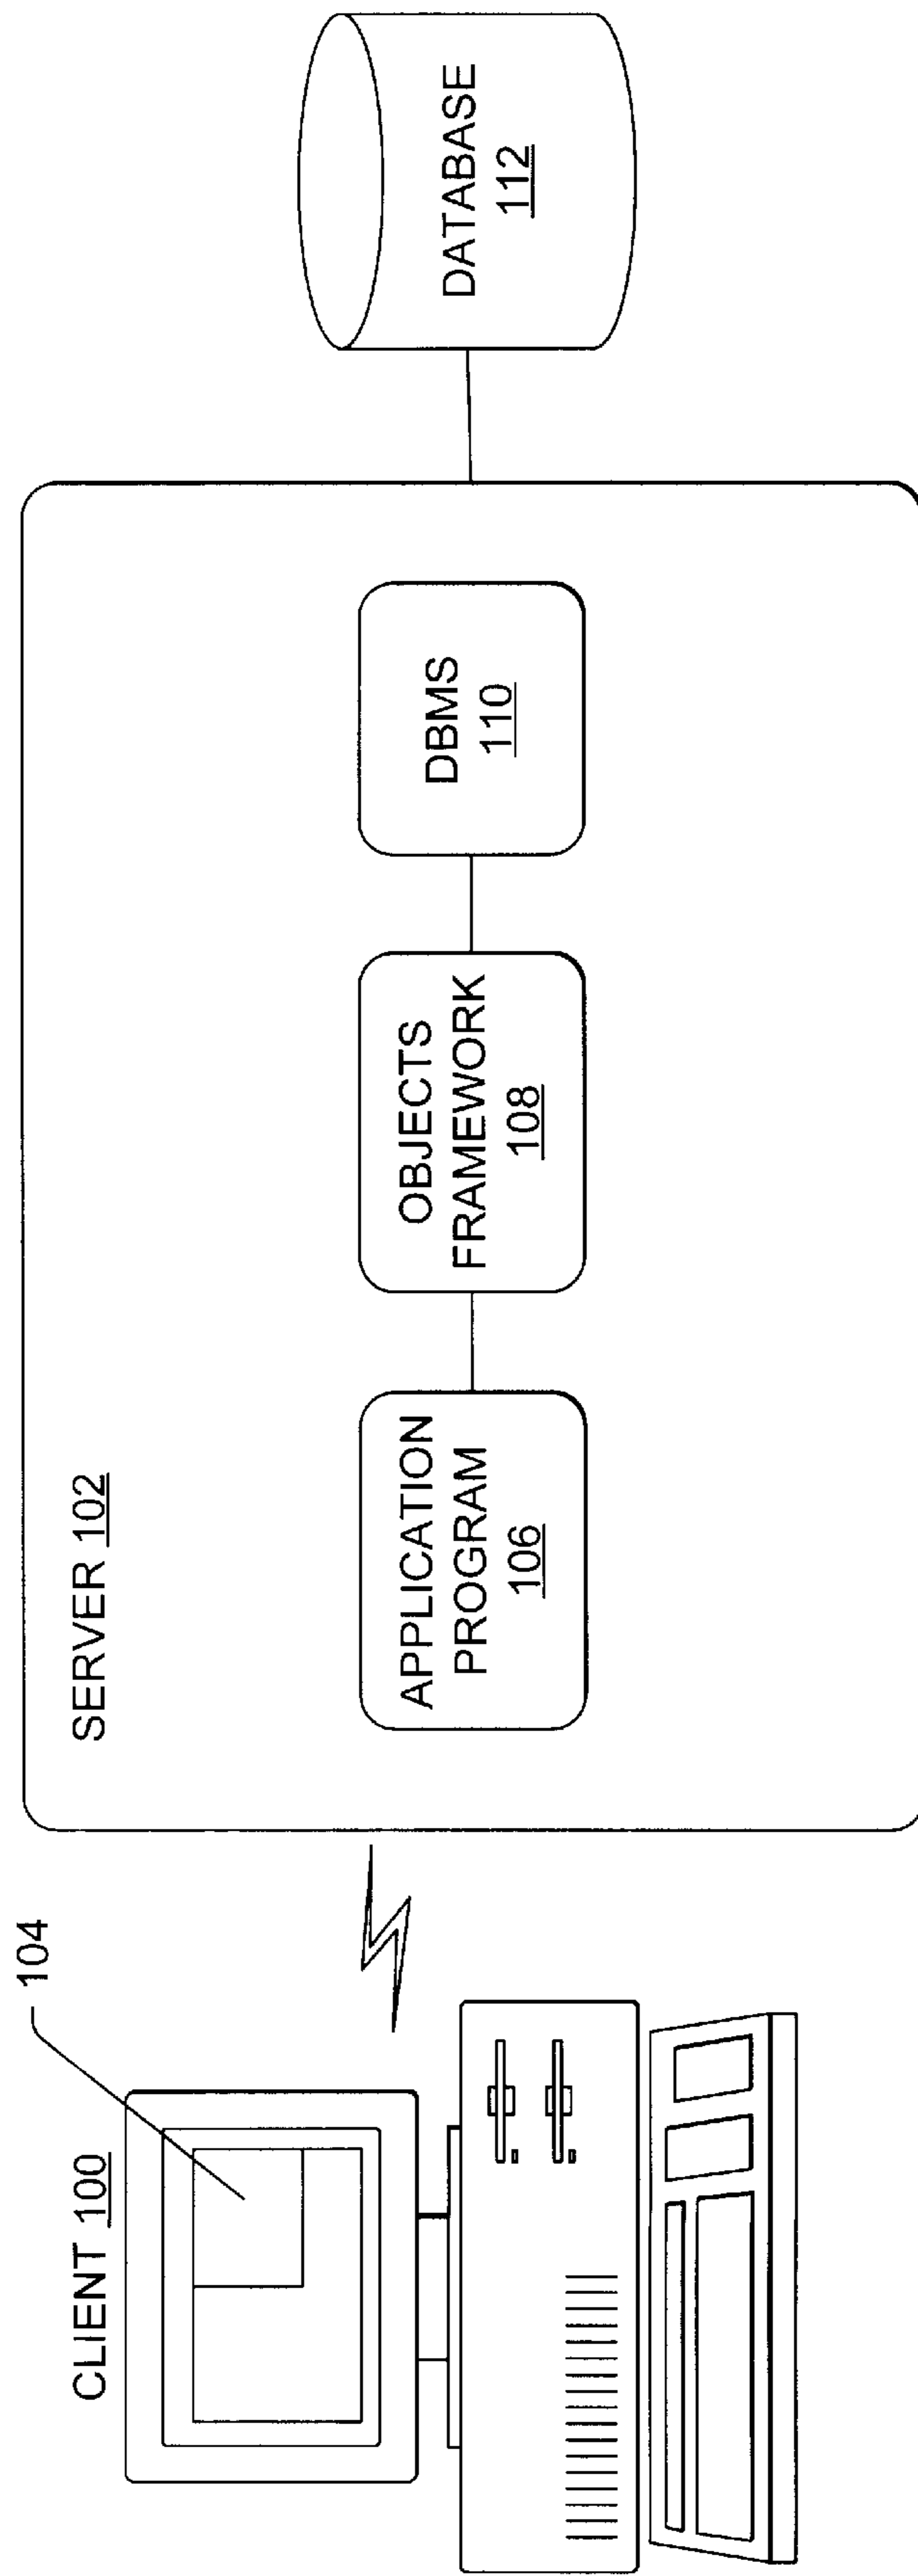 CLIENT 100
104
SERVER 102
APPLICATION
PROGRAM
106
OBJECTS
FRAMEWORK
108
DBMS
110
DATABASE
112